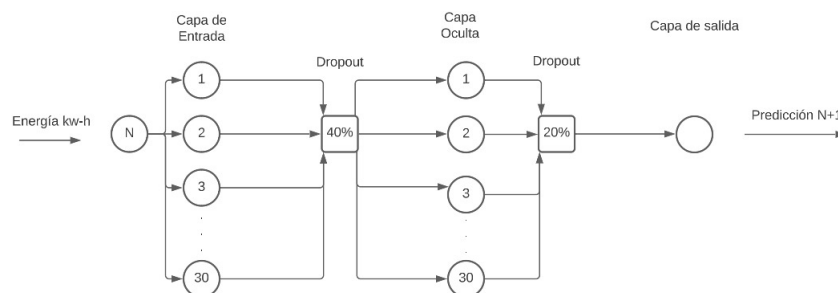 Capa de
Entrada
Capa
Oculta
Capa de salida
Dropout
Dropout
Energía kw-h
Predicción N+1
N
1
2
3
30
40%
1
2
3
30
20%